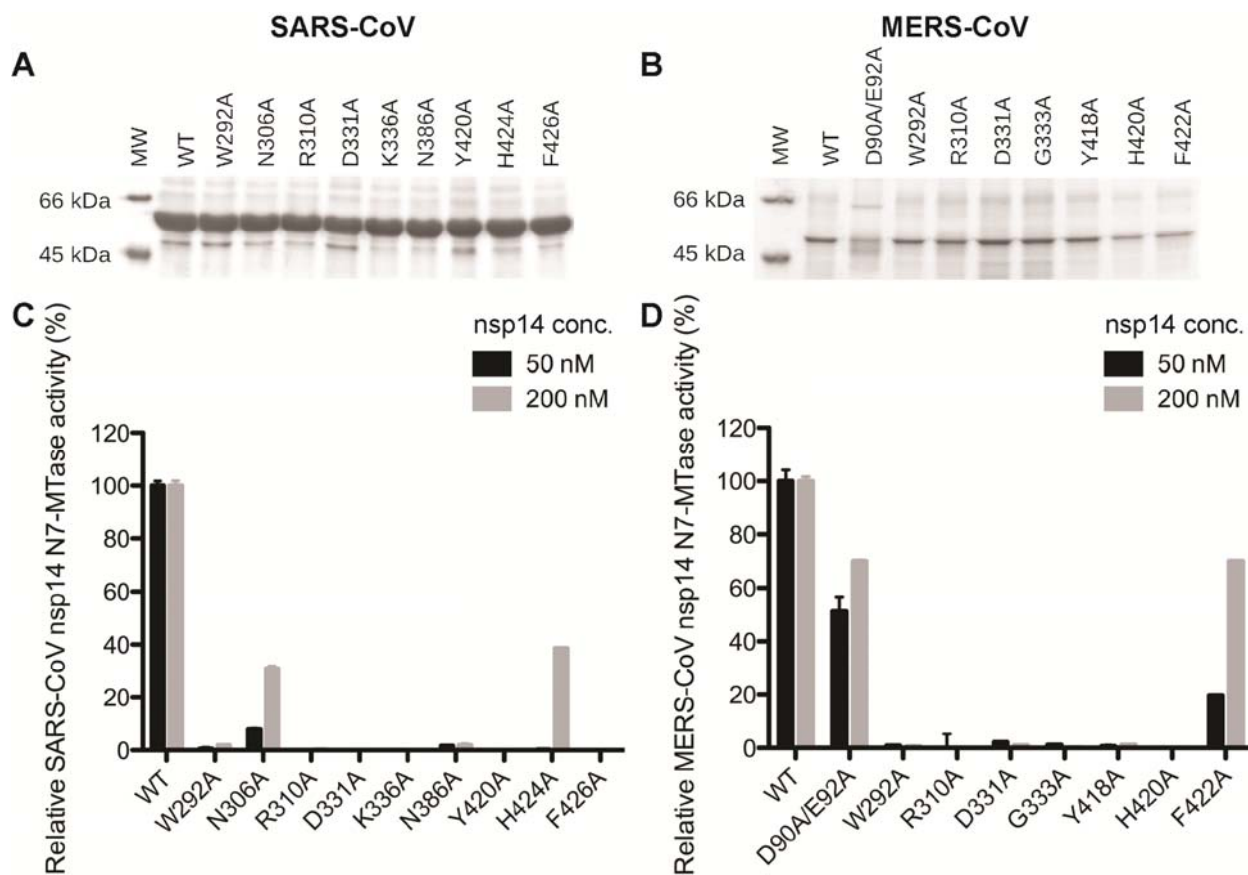 SARS-CoV
MERS-CoV
A
MW
WT
W292A
N306A
R310A
D331A
K336A
N386A
Y420A
H424A
F426A
66 kDa
45 kDa
B
MW
WT
D90A/E92A
W292A
R310A
D331A
G333A
Y418A
H420A
F422A
66 kDa
45 kDa
C
Relative SARS-CoV nsp14 N7-MTase activity (%)
nsp14 conc.
50 nM
200 nM
120
100
80
60
40
20
0
WT
W292A
N306A
R310A
D331A
K336A
N386A
Y420A
H424A
F426A
D
Relative MERS-CoV nsp14 N7-MTase activity (%)
nsp14 conc.
50 nM
200 nM
120
100
80
60
40
20
0
WT
D90A/E92A
W292A
R310A
D331A
G333A
Y418A
H420A
F422A